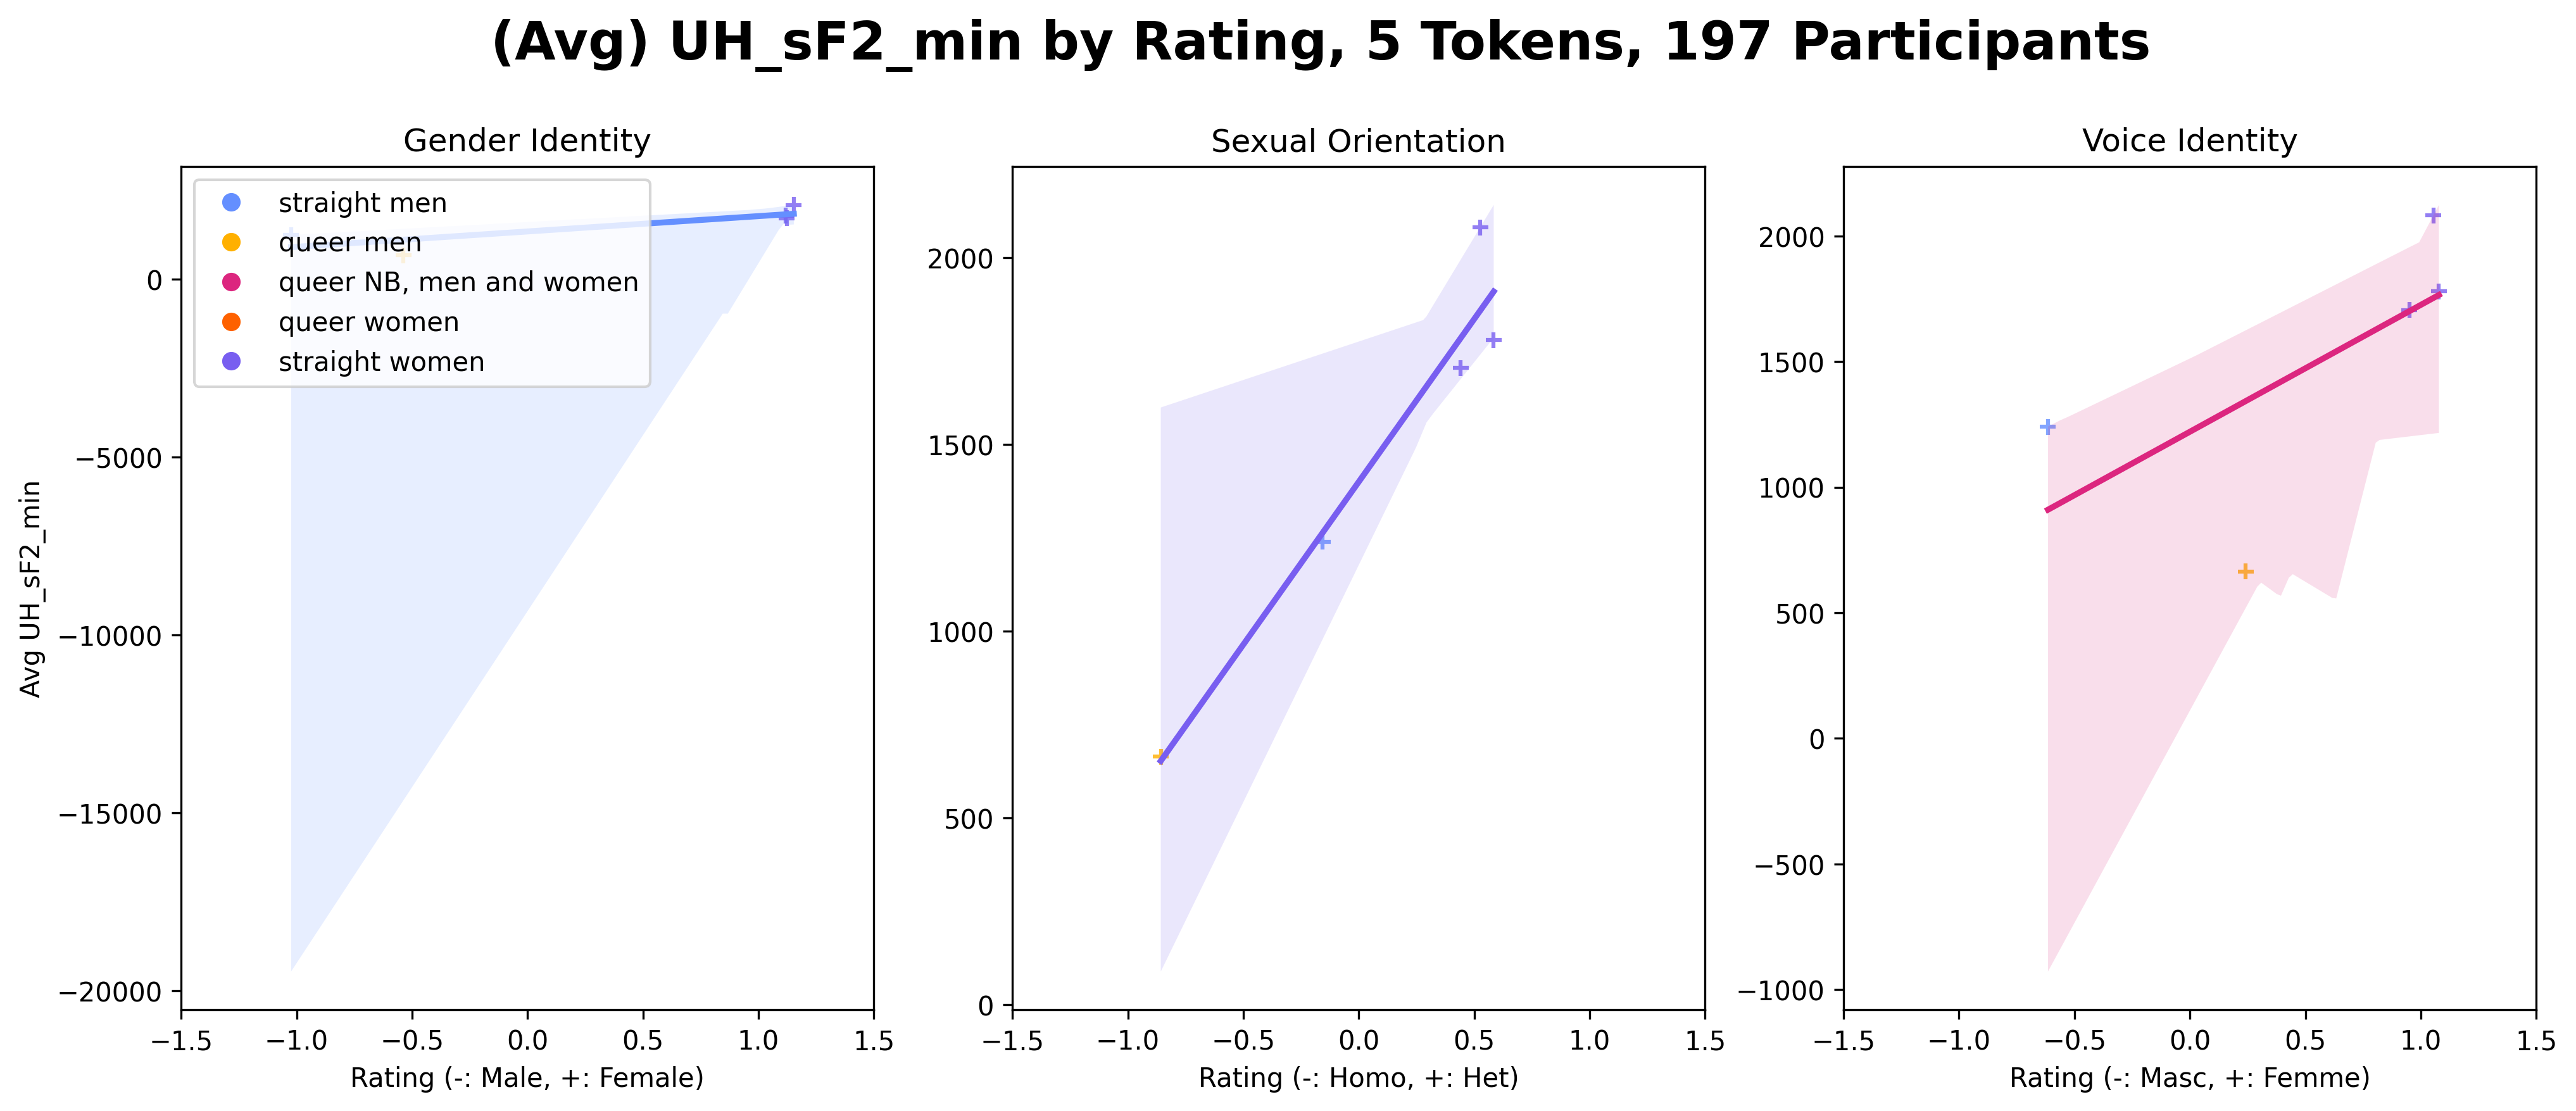 (Avg) UH_sF2_min by Rating, 5 Tokens, 197 Participants
Gender Identity
straight men
queer men
queer NB, men and women
queer women
straight women
0
−5000
−10000
−15000
−20000
Avg UH_sF2_min
−1.5 −1.0 −0.5 0.0 0.5 1.0 1.5
Rating (-: Male, +: Female)
Sexual Orientation
2000
1500
1000
500
0
−1.5 −1.0 −0.5 0.0 0.5 1.0 1.5
Rating (-: Homo, +: Het)
Voice Identity
2000
1500
1000
500
0
−500
−1000
−1.5 −1.0 −0.5 0.0 0.5 1.0 1.5
Rating (-: Masc, +: Femme)